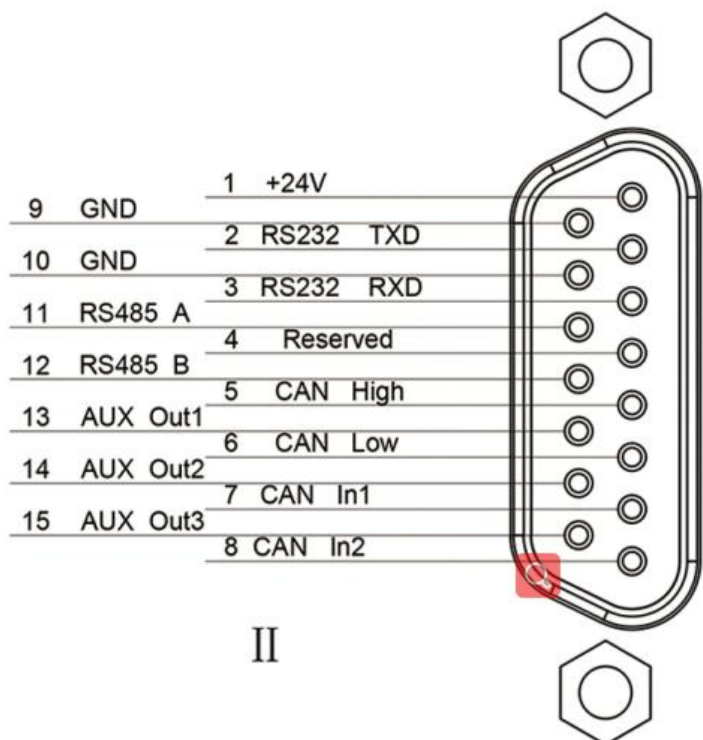 1 +24V
9 GND
2 RS232 TXD
10 GND
3 RS232 RXD
11 RS485 A
4 Reserved
12 RS485 B
5 CAN High
13 AUX Out1
6 CAN Low
14 AUX Out2
7 CAN In1
15 AUX Out3
8 CAN In2
II